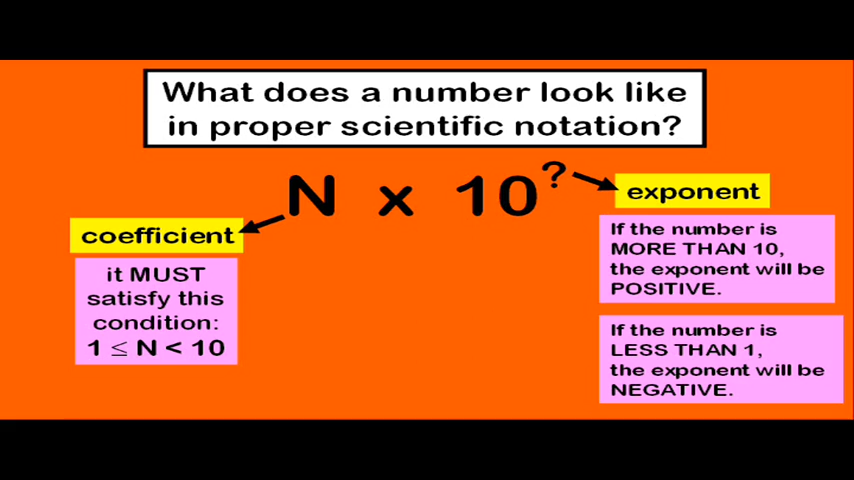 What does a number look like
in proper scientific notation?
N x 10?
exponent
coefficient
it MUST
satisfy this
condition:
1 ≤ N < 10
If the number is
MORE THAN 10,
the exponent will be
POSITIVE.
If the number is
LESS THAN 1,
the exponent will be
NEGATIVE.